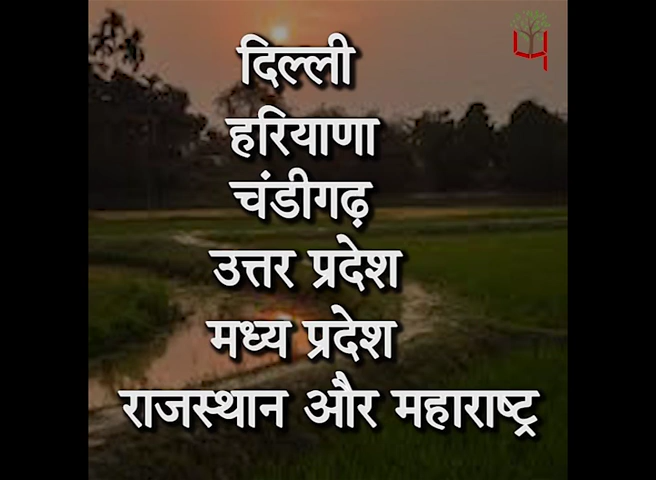 दिल्ली
हरियाणा
चंडीगढ़
उत्तर प्रदेश
मध्य प्रदेश
राजस्थान और महाराष्ट्र